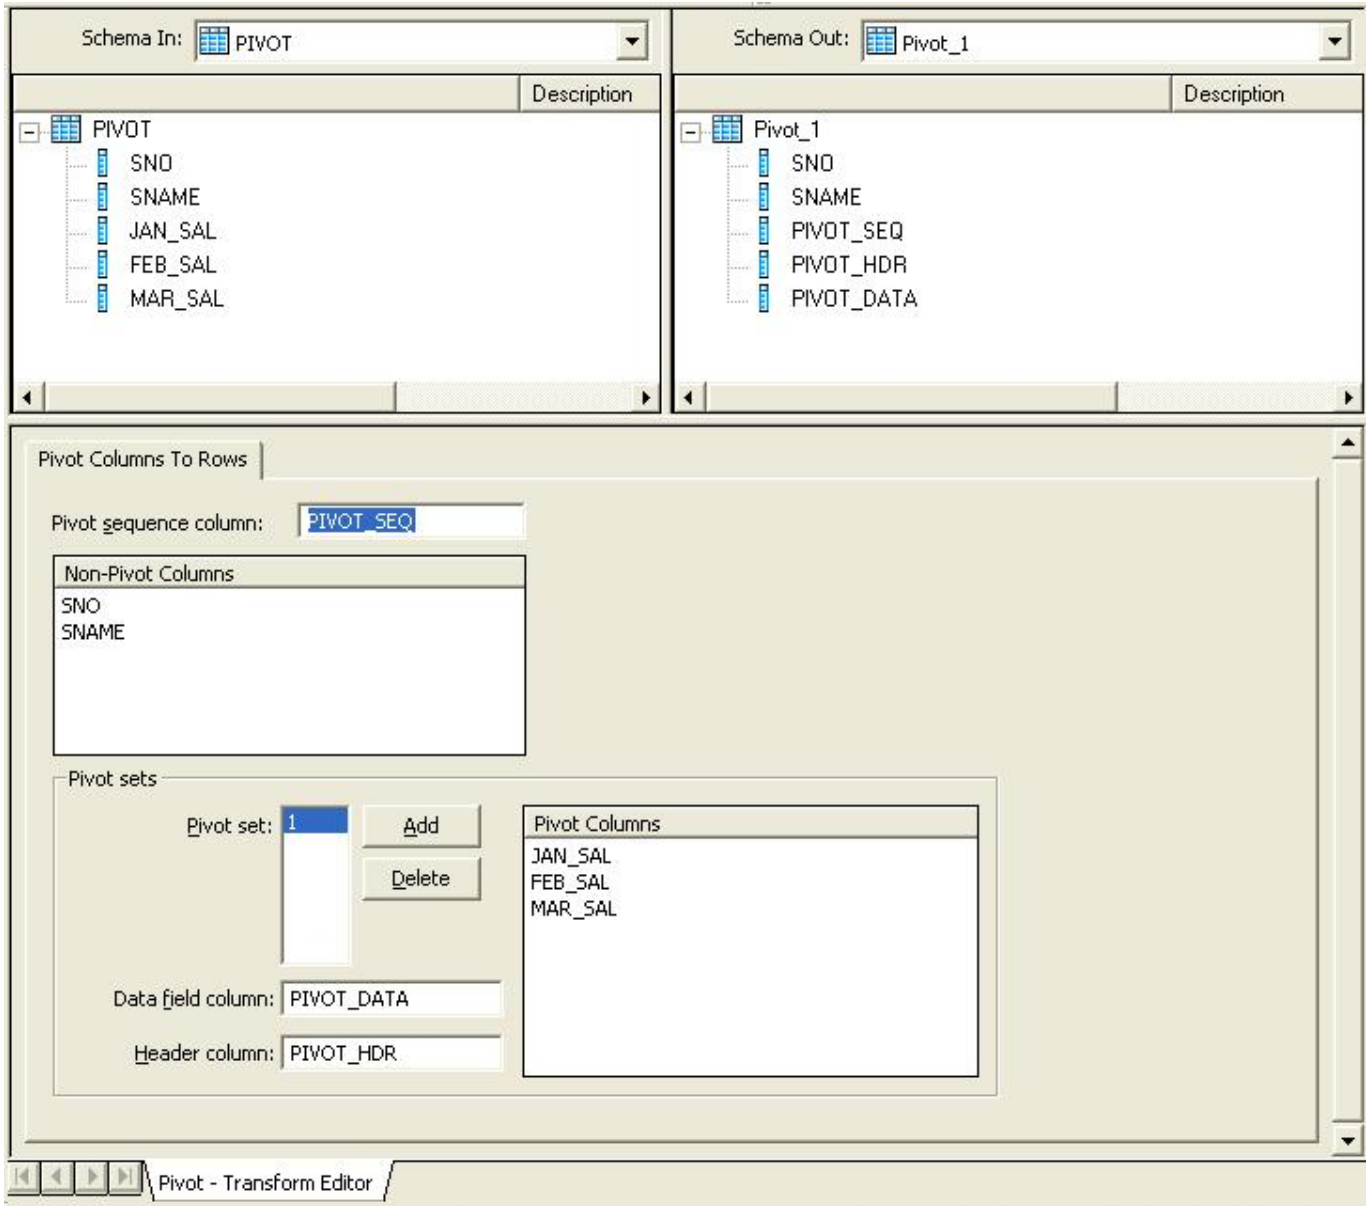 Schema In: PIVOT
Description
PIVOT
SNO
SNAME
JAN_SAL
FEB_SAL
MAR_SAL
Schema Out: Pivot_1
Description
Pivot_1
SNO
SNAME
PIVOT_SEQ
PIVOT_HDR
PIVOT_DATA
Pivot Columns To Rows
Pivot sequence column: PIVOT_SEQ
Non-Pivot Columns
SNO
SNAME
Pivot sets
Pivot set: 1
Add
Delete
Pivot Columns
JAN_SAL
FEB_SAL
MAR_SAL
Data field column: PIVOT_DATA
Header column: PIVOT_HDR
Pivot - Transform Editor